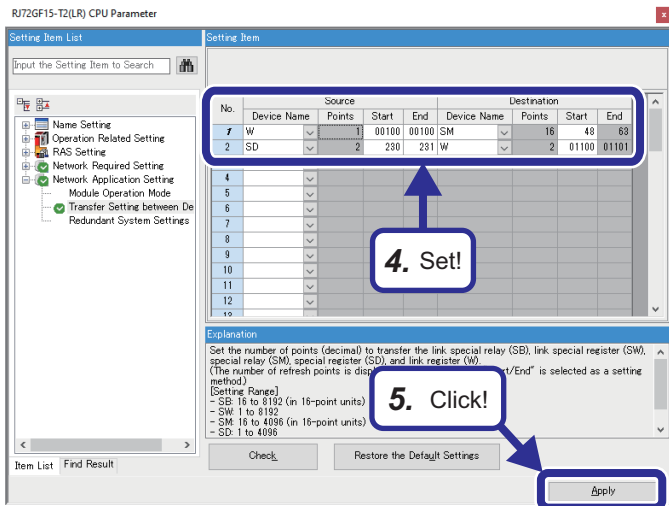 RJ72GF15-T2(LR) CPU Parameter
x
Setting Item List
Input the Setting Item to Search
Name Setting
Operation Related Setting
RAS Setting
Network Required Setting
Network Application Setting
Module Operation Mode
Transfer Setting between De
Redundant System Settings
Item List Find Result
Setting Item
No. Source Destination
Device Name Points Start End Device Name Points Start End
1 W 1 00100 00100 SM 16 48 63
2 SD 2 230 231 W 2 01100 01101
4
5
6
7
8
9
10
11
12
4. Set!
Explanation
Set the number of points (decimal) to transfer the link special relay (SB), link special register (SW),
special relay (SM), special register (SD), and link register (W).
(The number of refresh points is disp /End" is selected as a setting
method.)
[Setting Range]
- SB: 16 to 8192 (in 16-point units)
- SW: 1 to 8192
- SM: 16 to 4096 (in 16-point units)
- SD: 1 to 4096
5. Click!
Check Restore the Default Settings
Apply